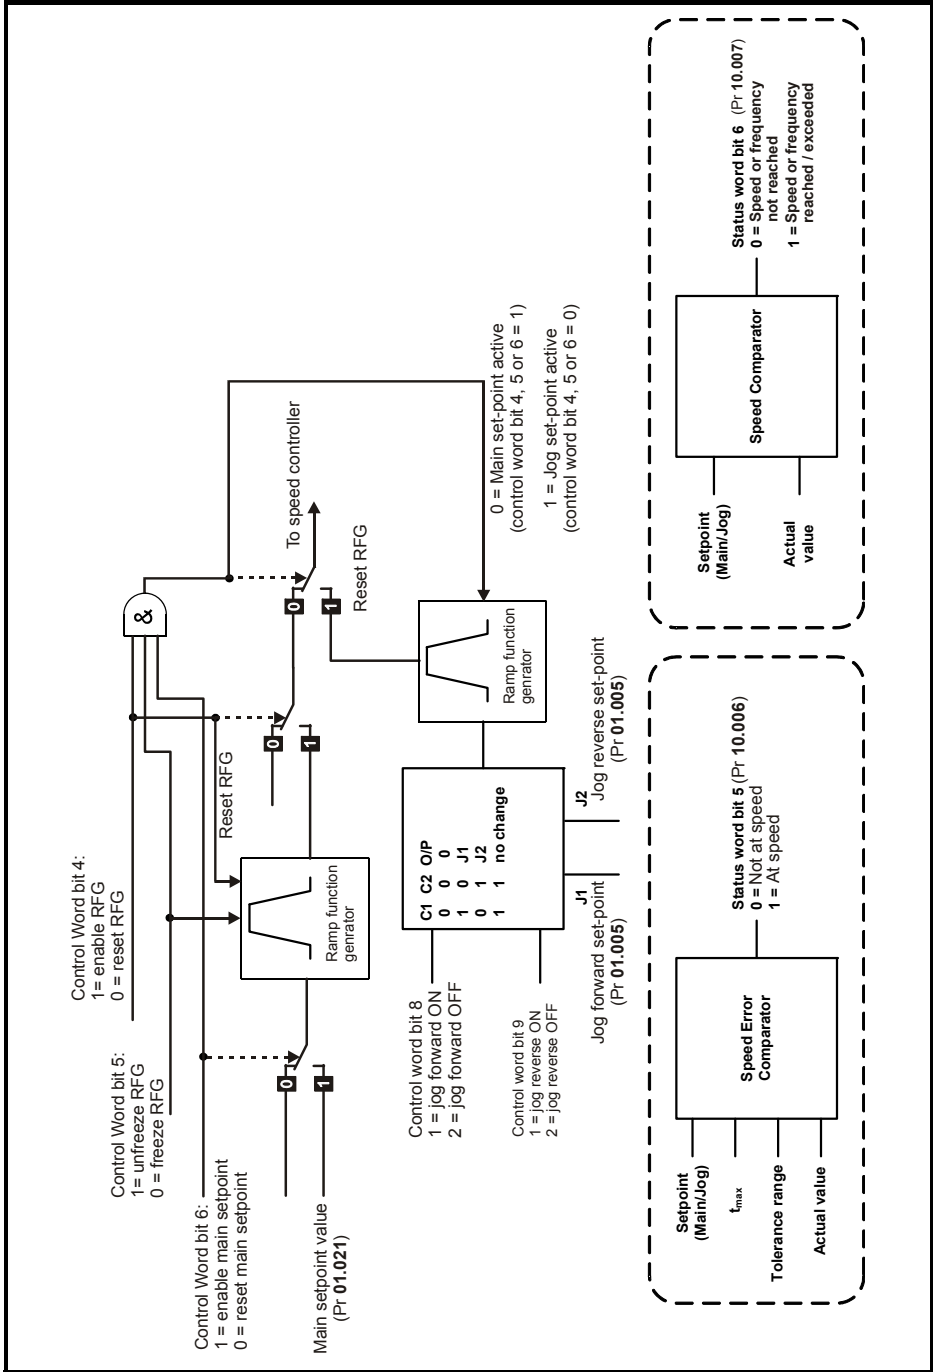 Control Word bit 4:
1= enable RFG
0 = reset RFG
Control Word bit 5:
1= unfreeze RFG
0 = freeze RFG
Control Word bit 6:
1 = enable main setpoint
0 = reset main setpoint
Main setpoint value
(Pr 01.021)
0
1
Ramp function
genrator
Reset RFG
0
1
&
0
1
To speed controller
Reset RFG
Control word bit 8
1 = jog forward ON
2 = jog forward OFF
Control word bit 9
1 = jog reverse ON
2 = jog reverse OFF
C1 C2 O/P
0 0 0
1 0 J1
0 1 J2
1 1 no change
J1
Jog forward set-point
(Pr 01.005)
J2
Jog reverse set-point
(Pr 01.005)
Ramp function
genrator
0 = Main set-point active
(control word bit 4, 5 or 6 = 1)
1 = Jog set-point active
(control word bit 4, 5 or 6 = 0)
Setpoint
(Main/Jog)
tmax
Tolerance range
Actual value
Speed Error
Comparator
Status word bit 5 (Pr 10.006)
0 = Not at speed
1 = At speed
Setpoint
(Main/Jog)
Actual
value
Speed Comparator
Status word bit 6 (Pr 10.007)
0 = Speed or frequency
not reached
1 = Speed or frequency
reached / exceeded